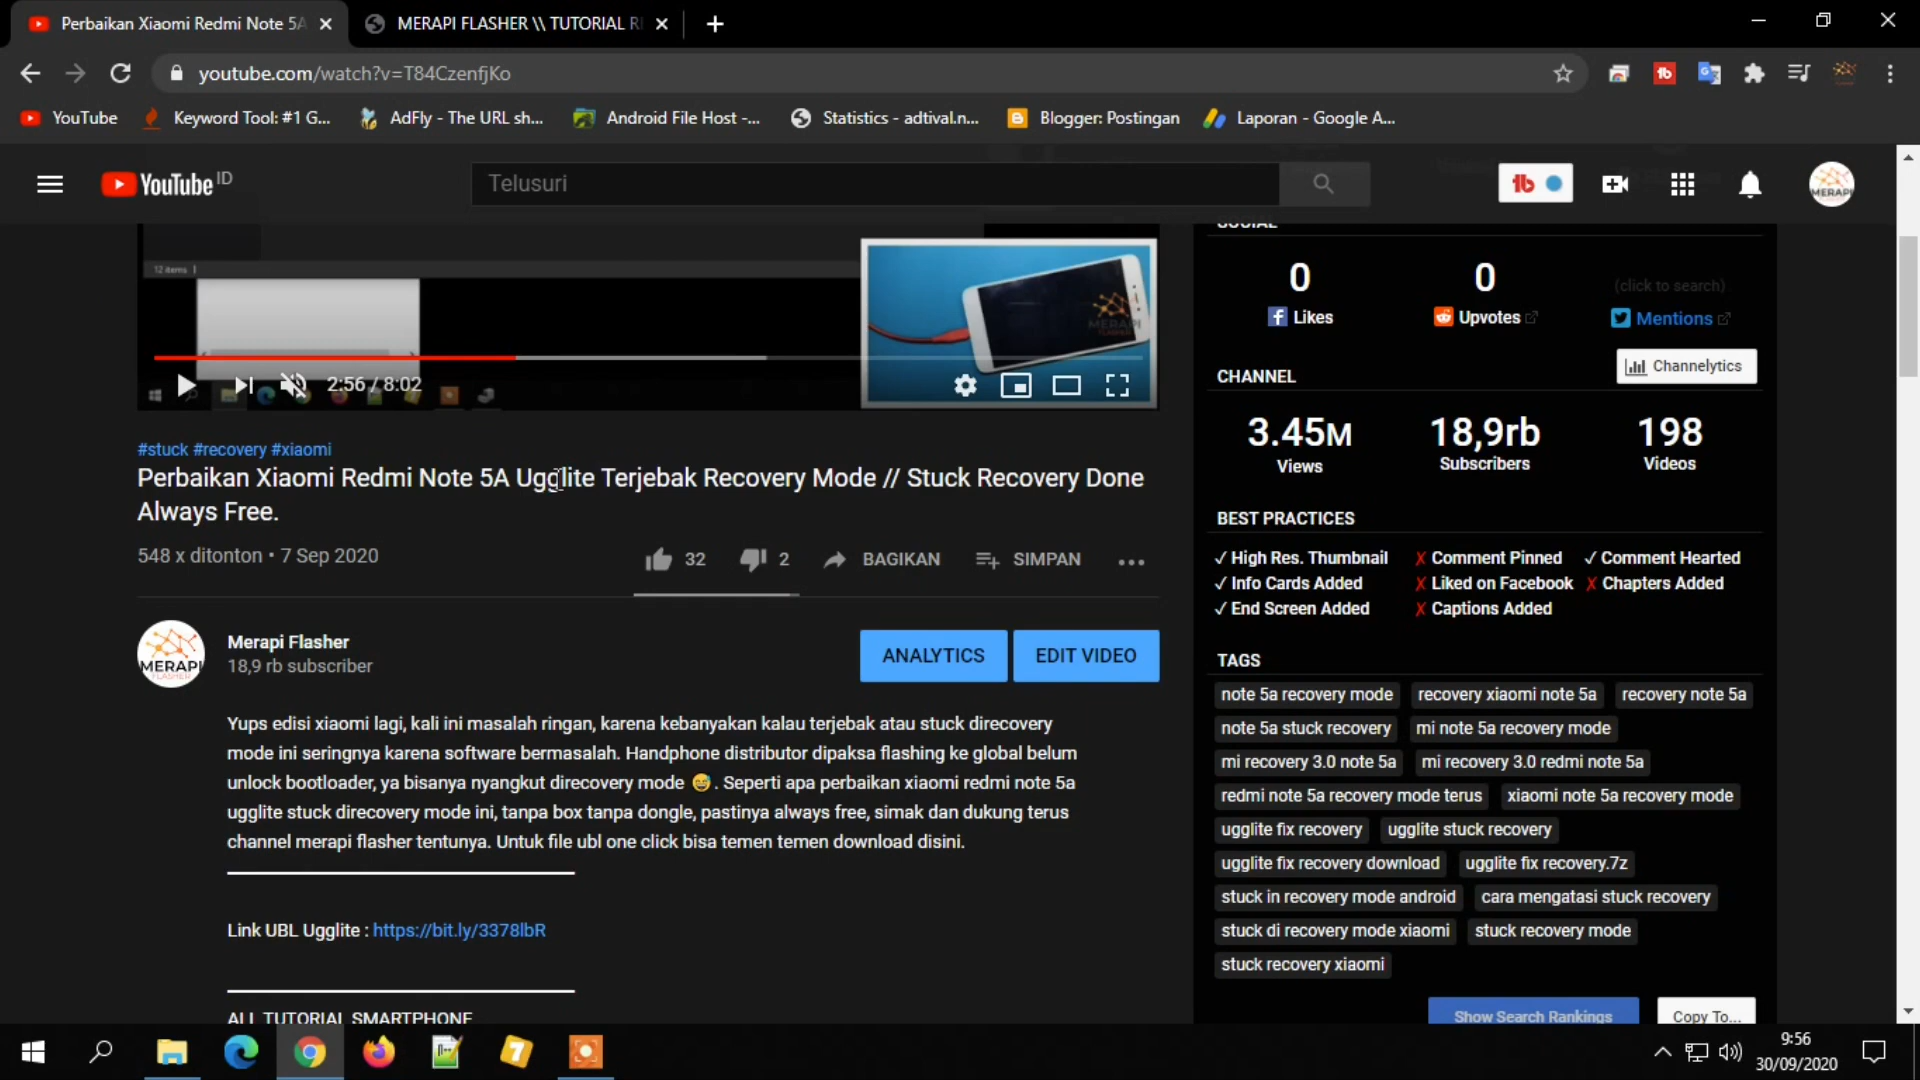 Perbaikan Xiaomi Redmi Note 5A
MERAPI FLASHER \\ TUTORIAL R
youtube.com/watch?v=T84CzenfjKo
YouTube
Keyword Tool: #1 G...
AdFly - The URL sh...
Android File Host -...
Statistics - adtival.n...
Blogger: Postingan
Laporan - Google A...
YouTube ID
Telusuri
MERAPI
12 items
MERAPI
2:56 / 8:02
#stuck #recovery #xiaomi
Perbaikan Xiaomi Redmi Note 5A Ugglite Terjebak Recovery Mode // Stuck Recovery Done
Always Free.
548 x ditonton • 7 Sep 2020
32
2
BAGIKAN
SIMPAN
MERAPI
FLASHER
Merapi Flasher
18,9 rb subscriber
ANALYTICS
EDIT VIDEO
Yups edisi xiaomi lagi, kali ini masalah ringan, karena kebanyakan kalau terjebak atau stuck direcovery
mode ini seringnya karena software bermasalah. Handphone distributor dipaksa flashing ke global belum
unlock bootloader, ya bisanya nyangkut direcovery mode 😅. Seperti apa perbaikan xiaomi redmi note 5a
ugglite stuck direcovery mode ini, tanpa box tanpa dongle, pastinya always free, simak dan dukung terus
channel merapi flasher tentunya. Untuk file ubl one click bisa temen temen download disini.
Link UBL Ugglite : https://bit.ly/3378lbR
ALL TUTORIAL SMARTPHONE
SOCIAL
0
Likes
0
Upvotes
(click to search)
Mentions
CHANNEL
Channelytics
3.45M
Views
18,9rb
Subscribers
198
Videos
BEST PRACTICES
✓ High Res. Thumbnail ✗ Comment Pinned ✓ Comment Hearted
✓ Info Cards Added ✗ Liked on Facebook ✗ Chapters Added
✓ End Screen Added ✗ Captions Added
TAGS
note 5a recovery mode recovery xiaomi note 5a recovery note 5a
note 5a stuck recovery mi note 5a recovery mode
mi recovery 3.0 note 5a mi recovery 3.0 redmi note 5a
redmi note 5a recovery mode terus xiaomi note 5a recovery mode
ugglite fix recovery ugglite stuck recovery
ugglite fix recovery download ugglite fix recovery.7z
stuck in recovery mode android cara mengatasi stuck recovery
stuck di recovery mode xiaomi stuck recovery mode
stuck recovery xiaomi
Show Search Rankings
Copy To...
9:56
30/09/2020